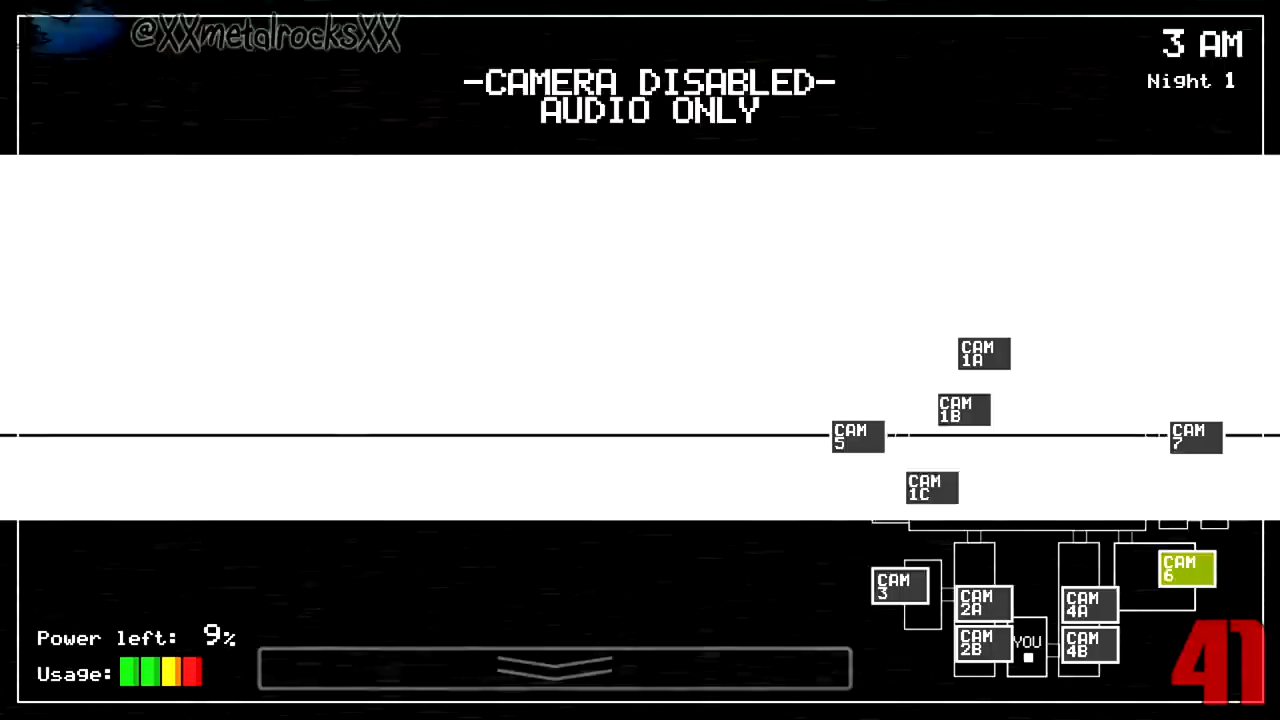 @XXmetalrocksXX
3 AM
Night 1
-CAMERA DISABLED-
AUDIO ONLY
CAM
1A
CAM
1B
CAM
5
CAM
7
CAM
1C
CAM
6
CAM
3
CAM
2A
CAM
4A
CAM
2B
YOU
CAM
4B
Power left: 9%
Usage:
41